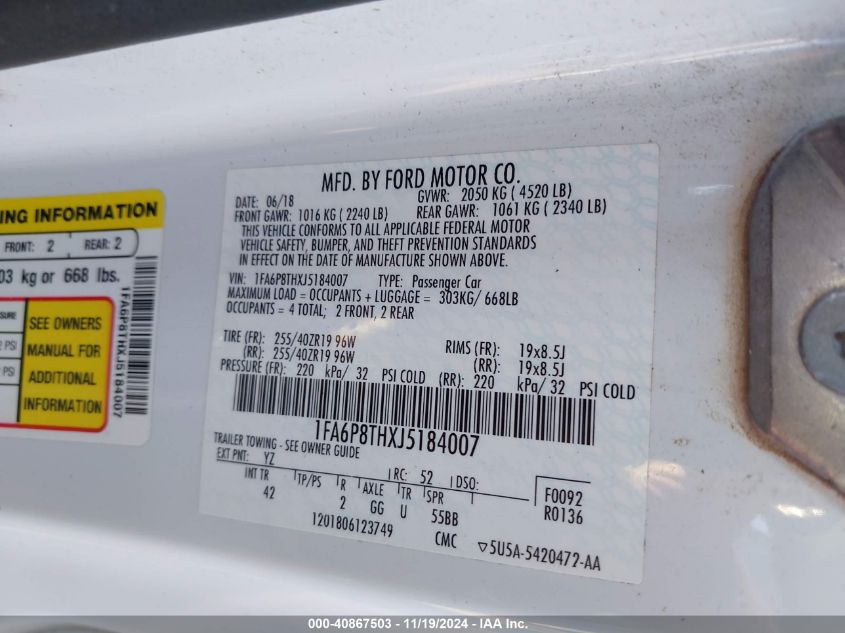 NG INFORMATION
FRONT: 2 REAR: 2
03 kg or 668 lbs.
SURE
PSI
PSI
SEE OWNERS
MANUAL FOR
ADDITIONAL
INFORMATION
1FA6P8THXJ5184007
MFD. BY FORD MOTOR CO.
DATE: 06/18 GVWR: 2050 KG ( 4520 LB)
FRONT GAWR: 1016 KG ( 2240 LB) REAR GAWR: 1061 KG ( 2340 LB)
THIS VEHICLE CONFORMS TO ALL APPLICABLE FEDERAL MOTOR
VEHICLE SAFETY, BUMPER, AND THEFT PREVENTION STANDARDS
IN EFFECT ON THE DATE OF MANUFACTURE SHOWN ABOVE.
VIN: 1FA6P8THXJ5184007 TYPE: Passenger Car
MAXIMUM LOAD = OCCUPANTS + LUGGAGE = 303KG/ 668LB
OCCUPANTS = 4 TOTAL; 2 FRONT, 2 REAR
TIRE (FR): 255/40ZR19 96W RIMS (FR): 19x8.5J
(RR): 255/40ZR19 96W (RR): 19x8.5J
PRESSURE (FR): 220 kPa/ 32 PSI COLD (RR): 220 kPa/ 32 PSI COLD
1FA6P8THXJ5184007
TRAILER TOWING - SEE OWNER GUIDE
EXT PNT: YZ RC: 52 DSO:
INT TR TP/PS R AXLE TR SPR F0092
42 2 GG U 55BB R0136
1201806123749 CMC ▽5U5A-5420472-AA
000-40867503 - 11/19/2024 - IAA Inc.